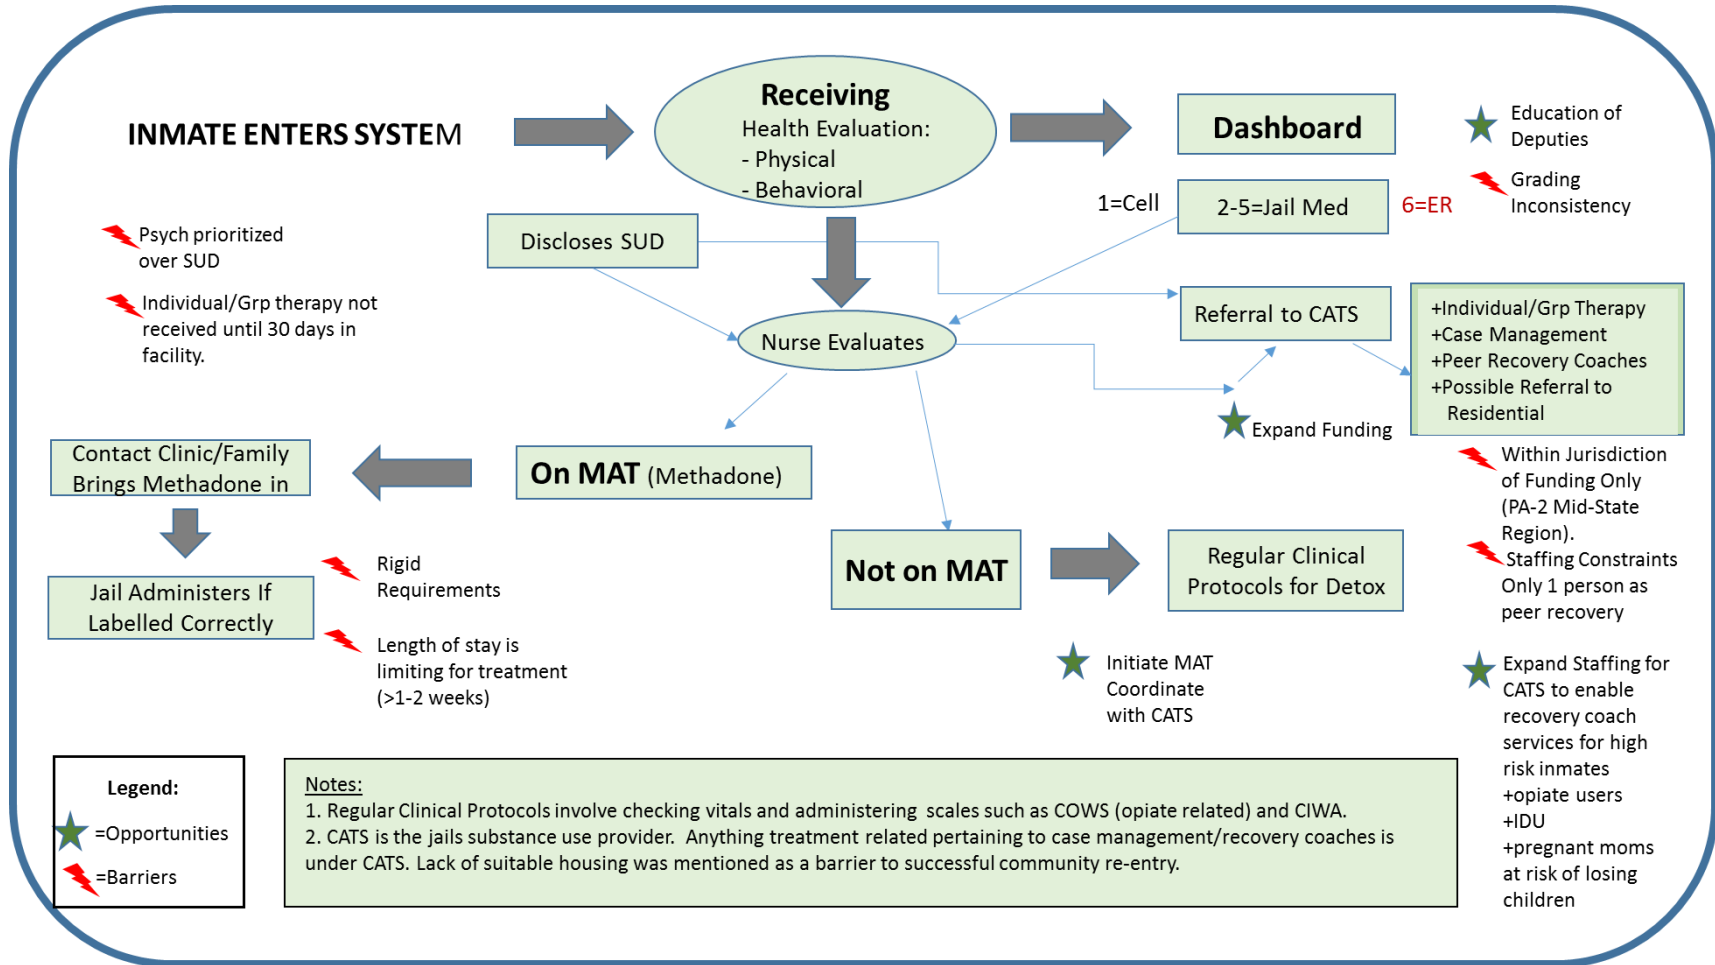 INMATE ENTERS SYSTEM
Receiving
Health Evaluation:
- Physical
- Behavioral
Dashboard
Education of
Deputies
Grading
Inconsistency
1=Cell
2-5=Jail Med
6=ER
Psych prioritized
over SUD
Individual/Grp therapy not
received until 30 days in
facility.
Discloses SUD
Nurse Evaluates
Referral to CATS
+Individual/Grp Therapy
+Case Management
+Peer Recovery Coaches
+Possible Referral to
Residential
Expand Funding
Contact Clinic/Family
Brings Methadone in
On MAT (Methadone)
Within Jurisdiction
of Funding Only
(PA-2 Mid-State
Region).
Staffing Constraints
Only 1 person as
peer recovery
Jail Administers If
Labelled Correctly
Rigid
Requirements
Length of stay is
limiting for treatment
(>1-2 weeks)
Not on MAT
Regular Clinical
Protocols for Detox
Initiate MAT
Coordinate
with CATS
Expand Staffing for
CATS to enable
recovery coach
services for high
risk inmates
+opiate users
+IDU
+pregnant moms
at risk of losing
children
Legend:
=Opportunities
=Barriers
Notes:
1. Regular Clinical Protocols involve checking vitals and administering scales such as COWS (opiate related) and CIWA.
2. CATS is the jails substance use provider. Anything treatment related pertaining to case management/recovery coaches is
under CATS. Lack of suitable housing was mentioned as a barrier to successful community re-entry.